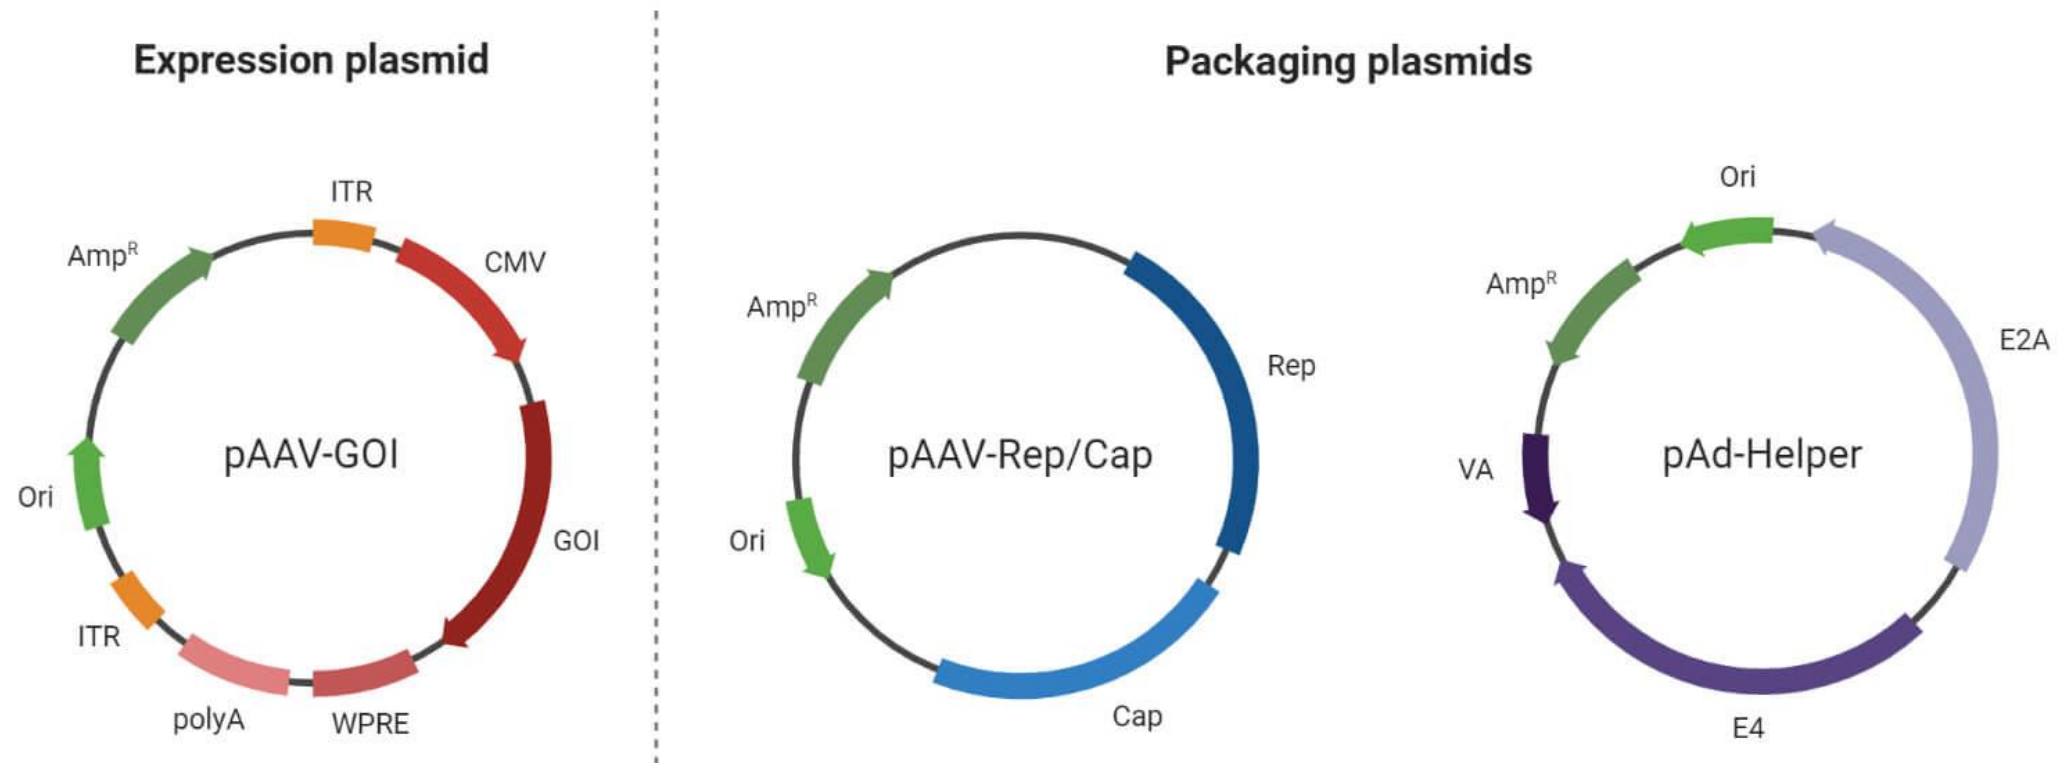 Expression plasmid
Packaging plasmids
ITR
Amp^R
CMV
pAAV-GOI
Ori
GOI
ITR
polyA
WPRE
Amp^R
Rep
pAAV-Rep/Cap
Ori
Cap
Ori
Amp^R
E2A
VA
pAd-Helper
E4